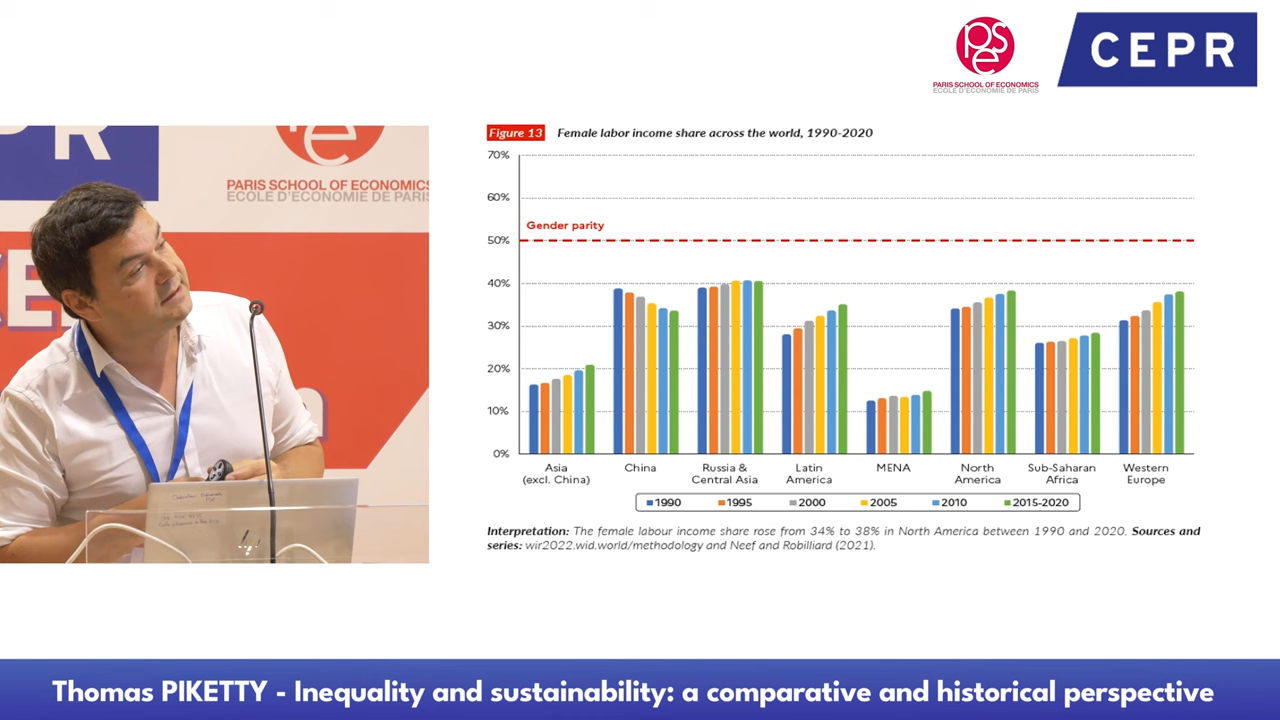 pse
PARIS SCHOOL OF ECONOMICS
ECOLE D'ECONOMIE DE PARIS
CEPR
PR
PARIS SCHOOL OF ECONOMICS
ECOLE D'ECONOMIE DE PARIS
Figure 13 Female labor income share across the world, 1990-2020
70%
60%
Gender parity
50%
40%
30%
20%
10%
0%
Asia (excl. China)
China
Russia & Central Asia
Latin America
MENA
North America
Sub-Saharan Africa
Western Europe
1990 1995 2000 2005 2010 2015-2020
Interpretation: The female labour income share rose from 34% to 38% in North America between 1990 and 2020. Sources and
series: wir2022.wid.world/methodology and Neef and Robilliard (2021).
hp
Thomas PIKETTY - Inequality and sustainability: a comparative and historical perspective